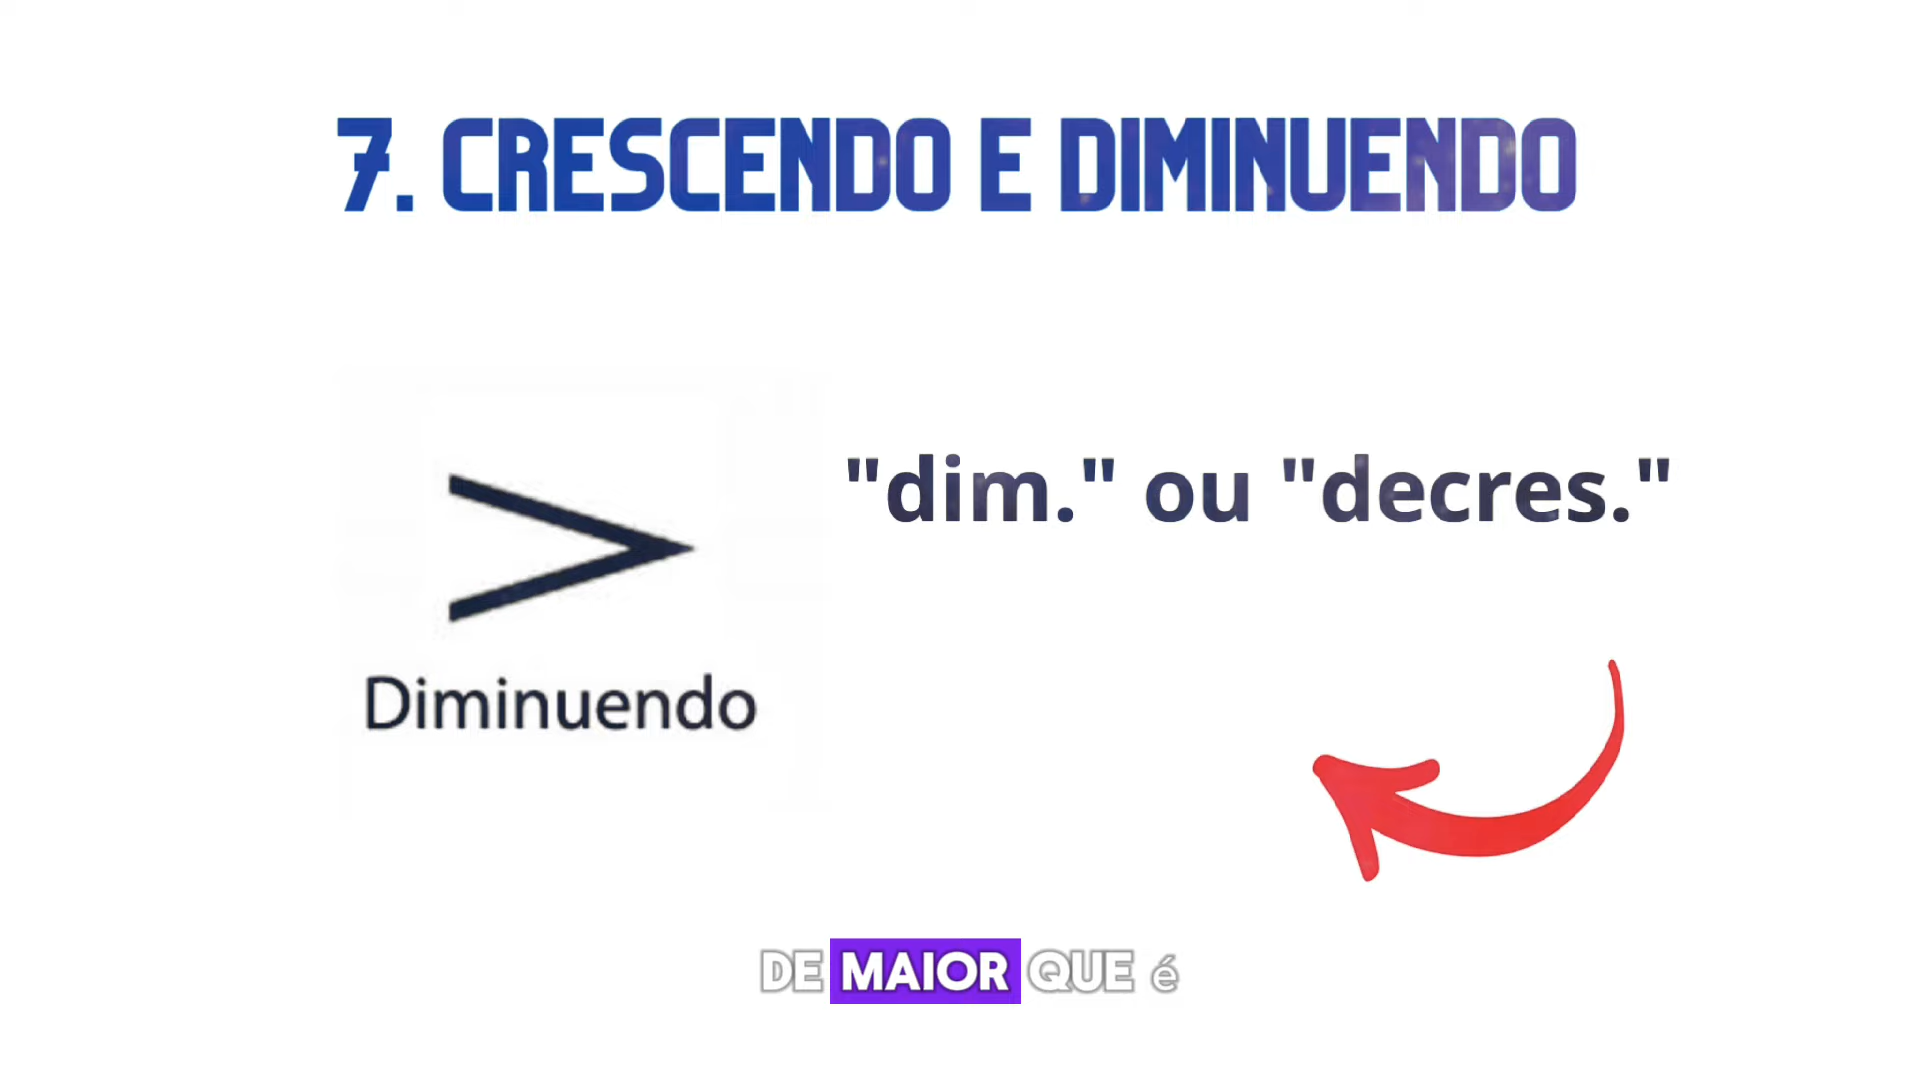 7. CRESCENDO E DIMINUENDO
"dim." ou "decres."
Diminuendo
DE MAIOR QUE é